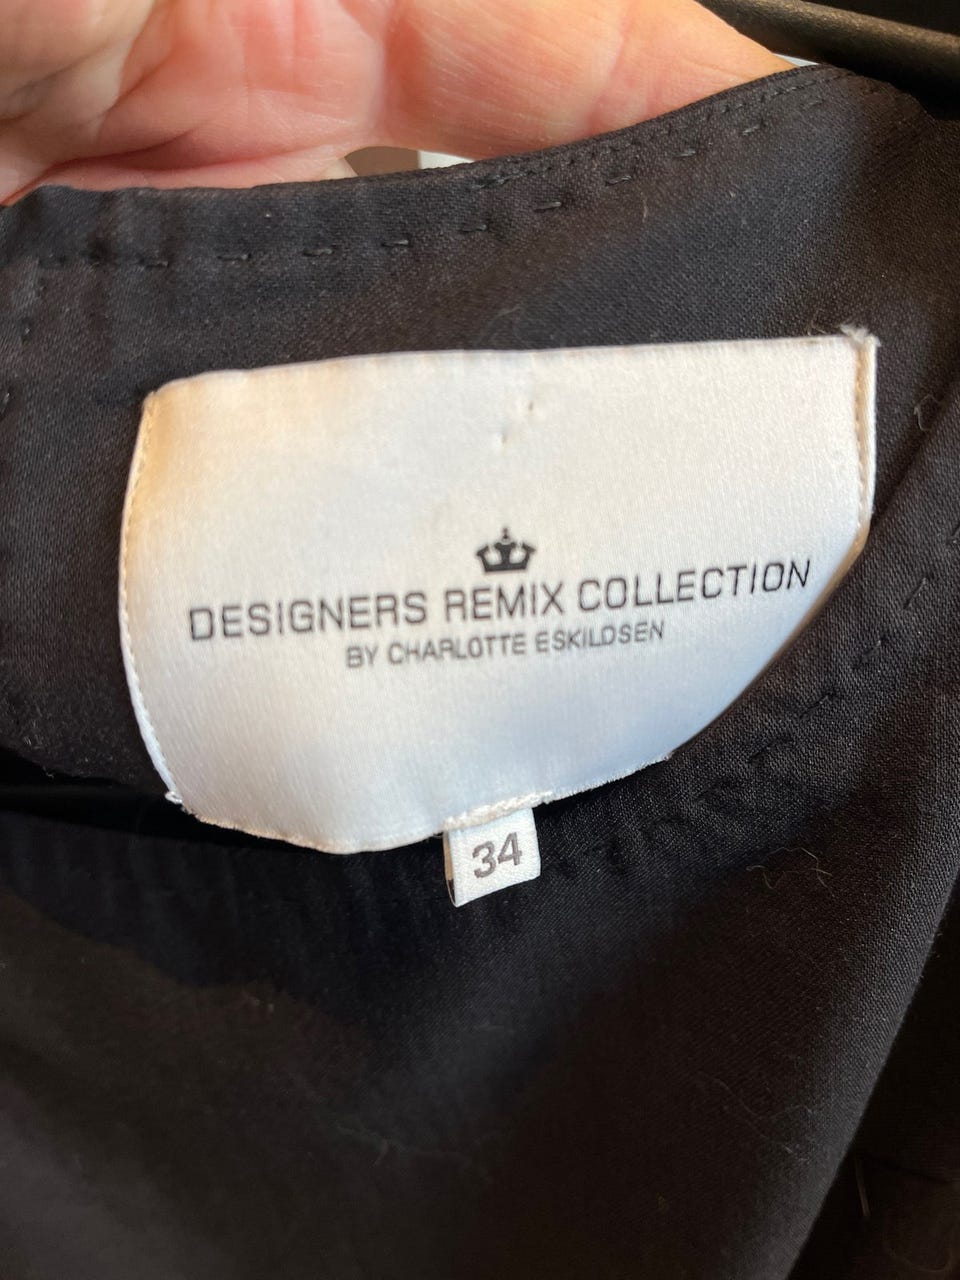 DESIGNERS REMIX COLLECTION
BY CHARLOTTE ESKILDSEN
34